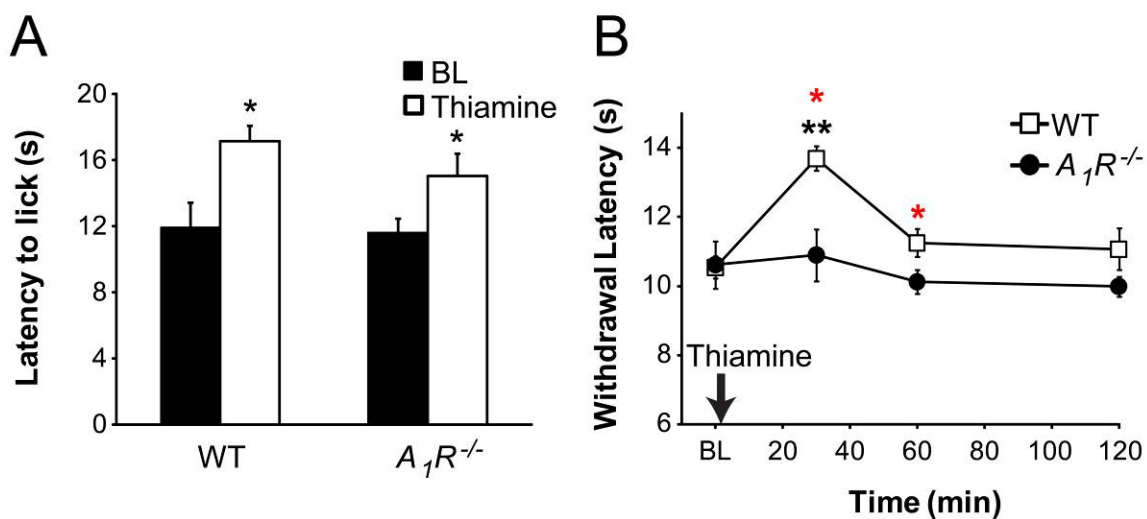 A
BL
Thiamine
Latency to lick (s)
20
16
12
8
4
0
*
*
WT
A1R-/-
B
Withdrawal Latency (s)
14
12
10
8
6
*
**
*
WT
A1R-/-
Thiamine
BL 20 40 60 80 100 120
Time (min)